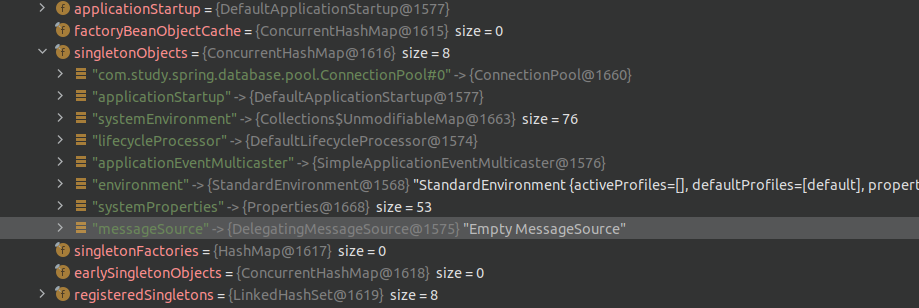 applicationStartup = {DefaultApplicationStartup@1577}
factoryBeanObjectCache = {ConcurrentHashMap@1615} size = 0
singletonObjects = {ConcurrentHashMap@1616} size = 8
"com.study.spring.database.pool.ConnectionPool#0" -> {ConnectionPool@1660}
"applicationStartup" -> {DefaultApplicationStartup@1577}
"systemEnvironment" -> {Collections$UnmodifiableMap@1663} size = 76
"lifecycleProcessor" -> {DefaultLifecycleProcessor@1574}
"applicationEventMulticaster" -> {SimpleApplicationEventMulticaster@1576}
"environment" -> {StandardEnvironment@1568} "StandardEnvironment {activeProfiles=[], defaultProfiles=[default], propert
"systemProperties" -> {Properties@1668} size = 53
"messageSource" -> {DelegatingMessageSource@1575} "Empty MessageSource"
singletonFactories = {HashMap@1617} size = 0
earlySingletonObjects = {ConcurrentHashMap@1618} size = 0
registeredSingletons = {LinkedHashSet@1619} size = 8